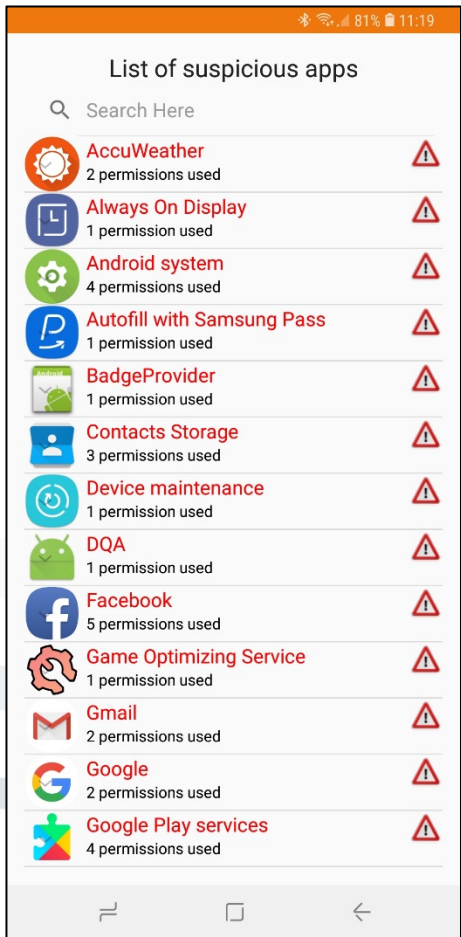 81% 11:19
List of suspicious apps
Search Here
AccuWeather
2 permissions used
Always On Display
1 permission used
Android system
4 permissions used
Autofill with Samsung Pass
1 permission used
Android
BadgeProvider
1 permission used
Contacts Storage
3 permissions used
Device maintenance
1 permission used
DQA
1 permission used
Facebook
5 permissions used
Game Optimizing Service
1 permission used
Gmail
2 permissions used
Google
2 permissions used
Google Play services
4 permissions used